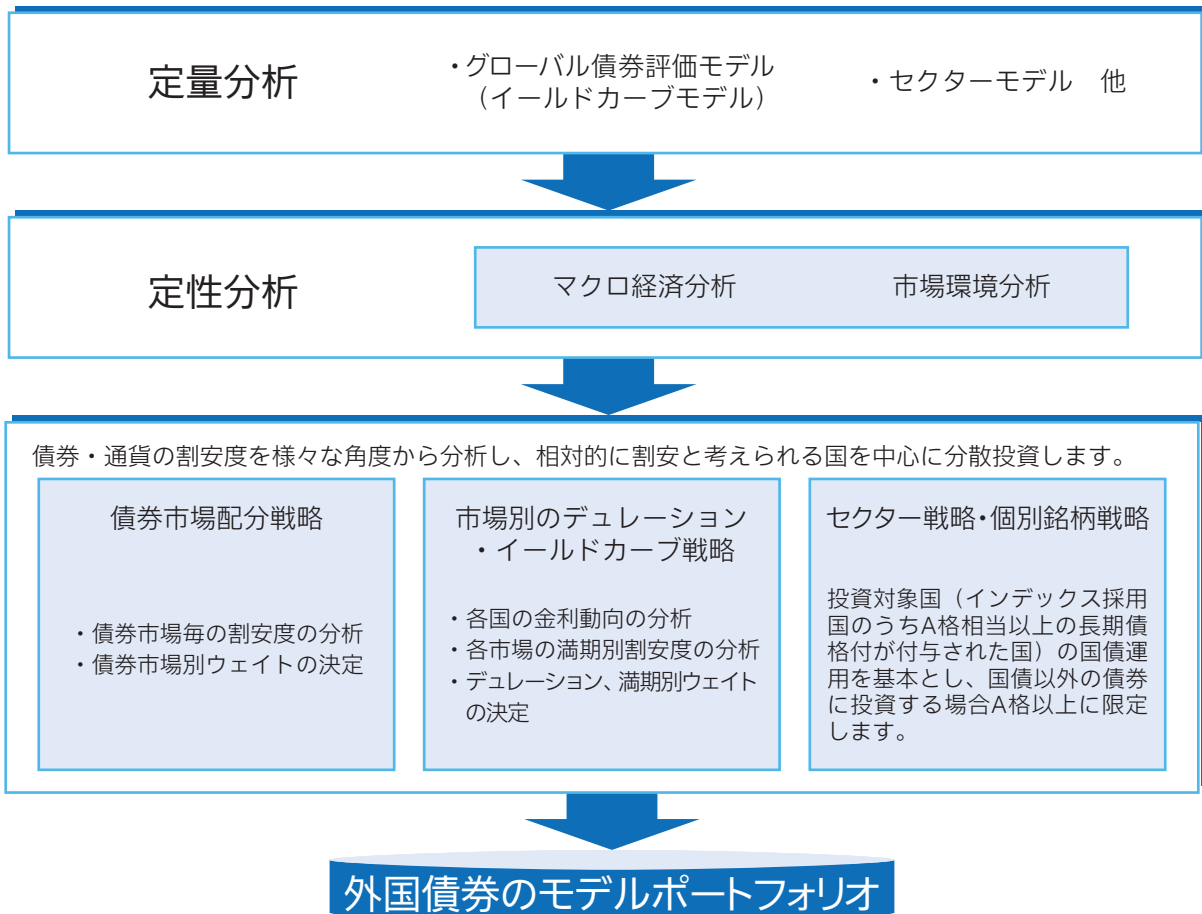 定量分析
・グローバル債券評価モデル
（イールドカーブモデル）
・セクターモデル　他
定性分析
マクロ経済分析
市場環境分析
債券・通貨の割安度を様々な角度から分析し、相対的に割安と考えられる国を中心に分散投資します。
債券市場配分戦略
・債券市場毎の割安度の分析
・債券市場別ウェイトの決定
市場別のデュレーション
・イールドカーブ戦略
・各国の金利動向の分析
・各市場の満期別割安度の分析
・デュレーション、満期別ウェイト
の決定
セクター戦略・個別銘柄戦略
投資対象国（インデックス採用
国のうちA格相当以上の長期債
格付が付与された国）の国債運
用を基本とし、国債以外の債券
に投資する場合A格以上に限定
します。
外国債券のモデルポートフォリオ